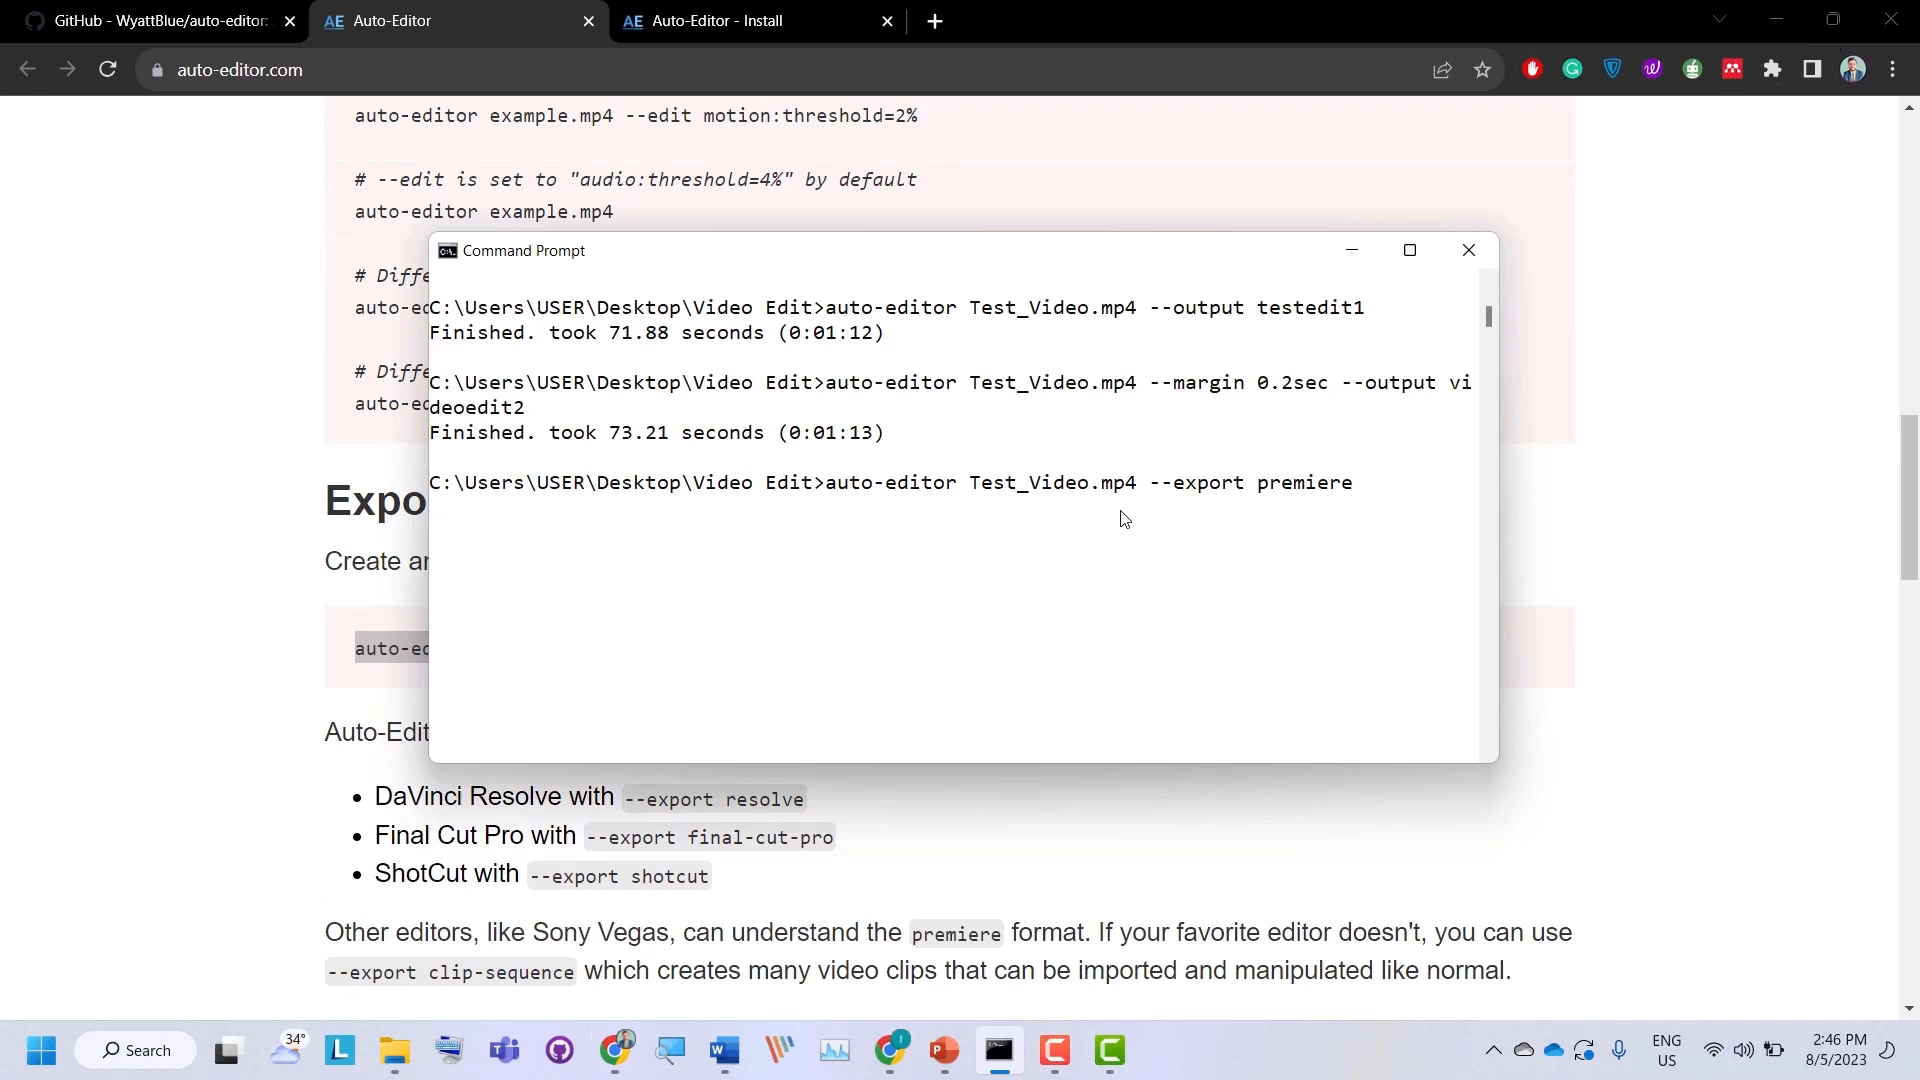 GitHub - WyattBlue/auto-editor:
AE Auto-Editor
AE Auto-Editor - Install
auto-editor.com
auto-editor example.mp4 --edit motion:threshold=2%
# --edit is set to "audio:threshold=4%" by default
auto-editor example.mp4
Command Prompt
# Diffe
auto-ed
C:\Users\USER\Desktop\Video Edit>auto-editor Test_Video.mp4 --output testedit1
Finished. took 71.88 seconds (0:01:12)
# Diffe
C:\Users\USER\Desktop\Video Edit>auto-editor Test_Video.mp4 --margin 0.2sec --output vi
auto-ed
deoedit2
Finished. took 73.21 seconds (0:01:13)
C:\Users\USER\Desktop\Video Edit>auto-editor Test_Video.mp4 --export premiere
Expo
Create an
auto-ed
Auto-Edit
DaVinci Resolve with --export resolve
Final Cut Pro with --export final-cut-pro
ShotCut with --export shotcut
Other editors, like Sony Vegas, can understand the premiere format. If your favorite editor doesn't, you can use
--export clip-sequence which creates many video clips that can be imported and manipulated like normal.
Search
34°
ENG
US
2:46 PM
8/5/2023